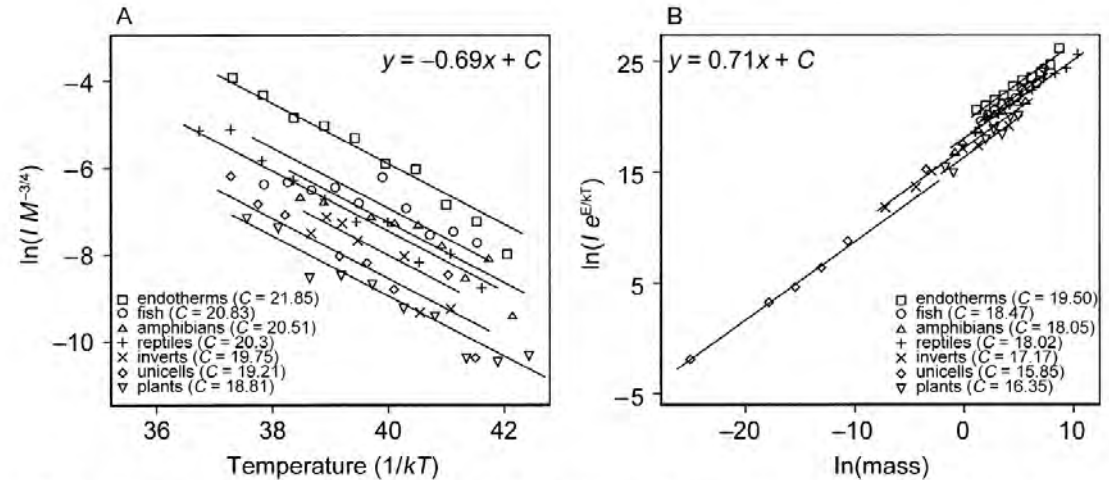 A
y = −0.69x + C
ln(I M^−3/4)
−4
−6
−8
−10
endotherms (C = 21.85)
fish (C = 20.83)
amphibians (C = 20.51)
reptiles (C = 20.3)
inverts (C = 19.75)
unicells (C = 19.21)
plants (C = 18.81)
36
38
40
42
Temperature (1/kT)
B
y = 0.71x + C
ln(I e^E/kT)
25
15
5
−5
endotherms (C = 19.50)
fish (C = 18.47)
amphibians (C = 18.05)
reptiles (C = 18.02)
inverts (C = 17.17)
unicells (C = 15.85)
plants (C = 16.35)
−20
−10
0
10
ln(mass)